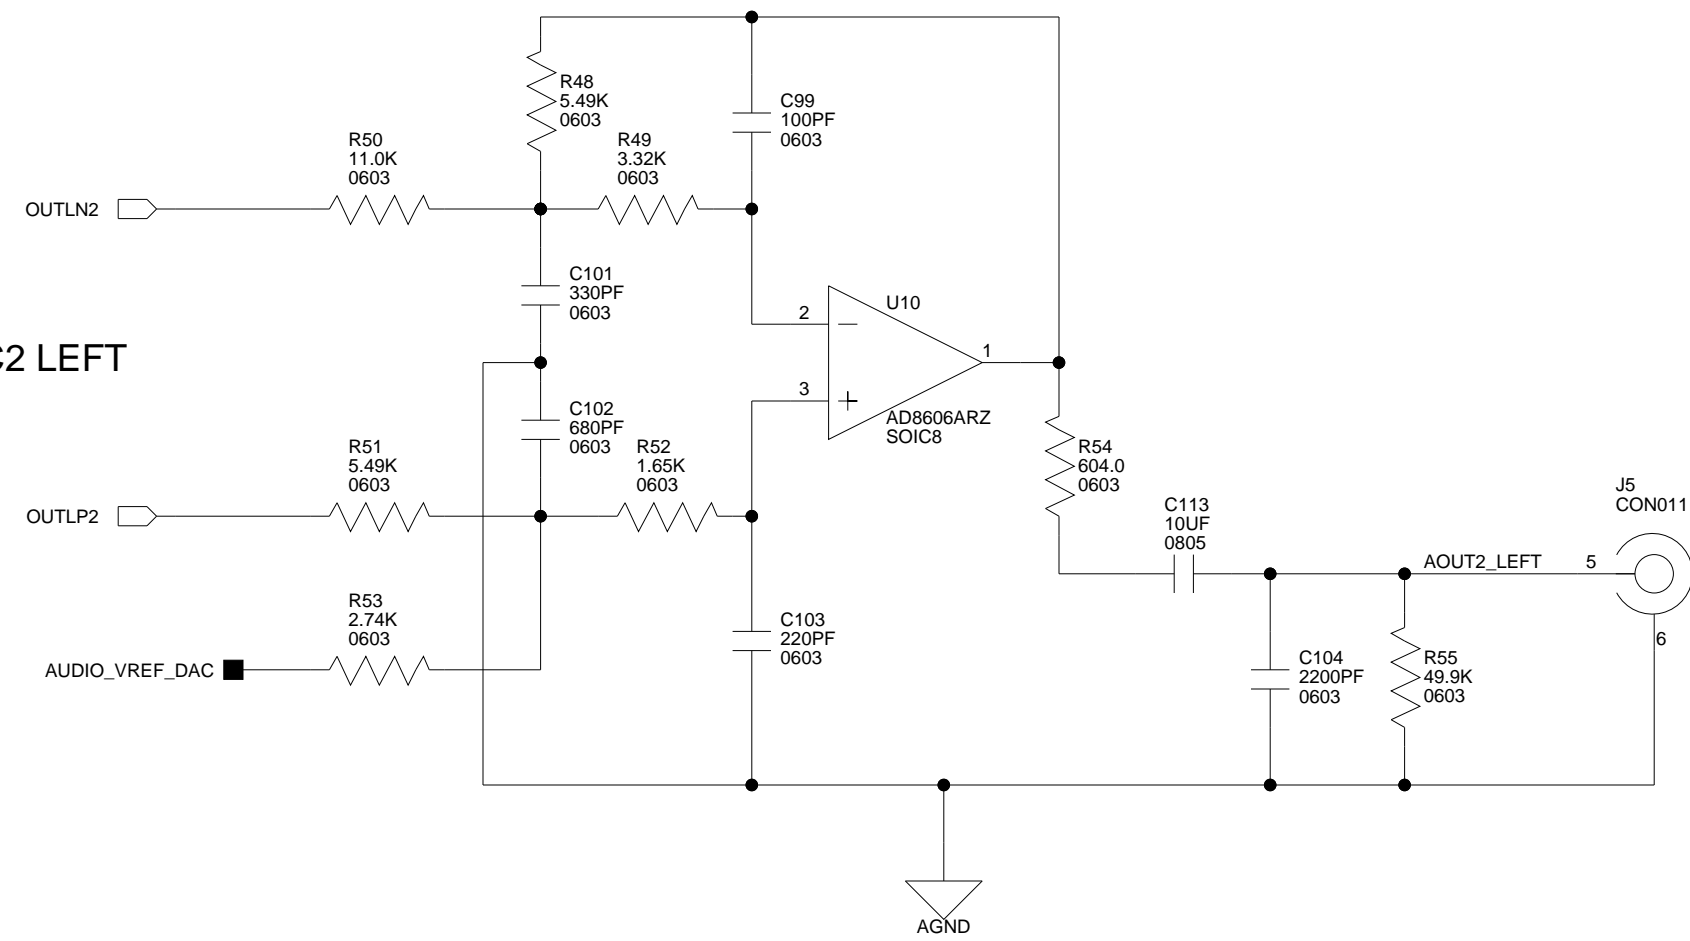 R48
5.49K
0603
C99
100PF
0603
R50
11.0K
0603
R49
3.32K
0603
OUTLN2
C101
330PF
0603
2
U10
C2 LEFT
1
3
C102
680PF
0603
AD8606ARZ
SOIC8
R51
5.49K
0603
R52
1.65K
0603
R54
604.0
0603
OUTLP2
J5
CON011
C113
10UF
0805
AOUT2_LEFT
5
R53
2.74K
0603
C103
220PF
0603
6
AUDIO_VREF_DAC
C104
2200PF
0603
R55
49.9K
0603
AGND